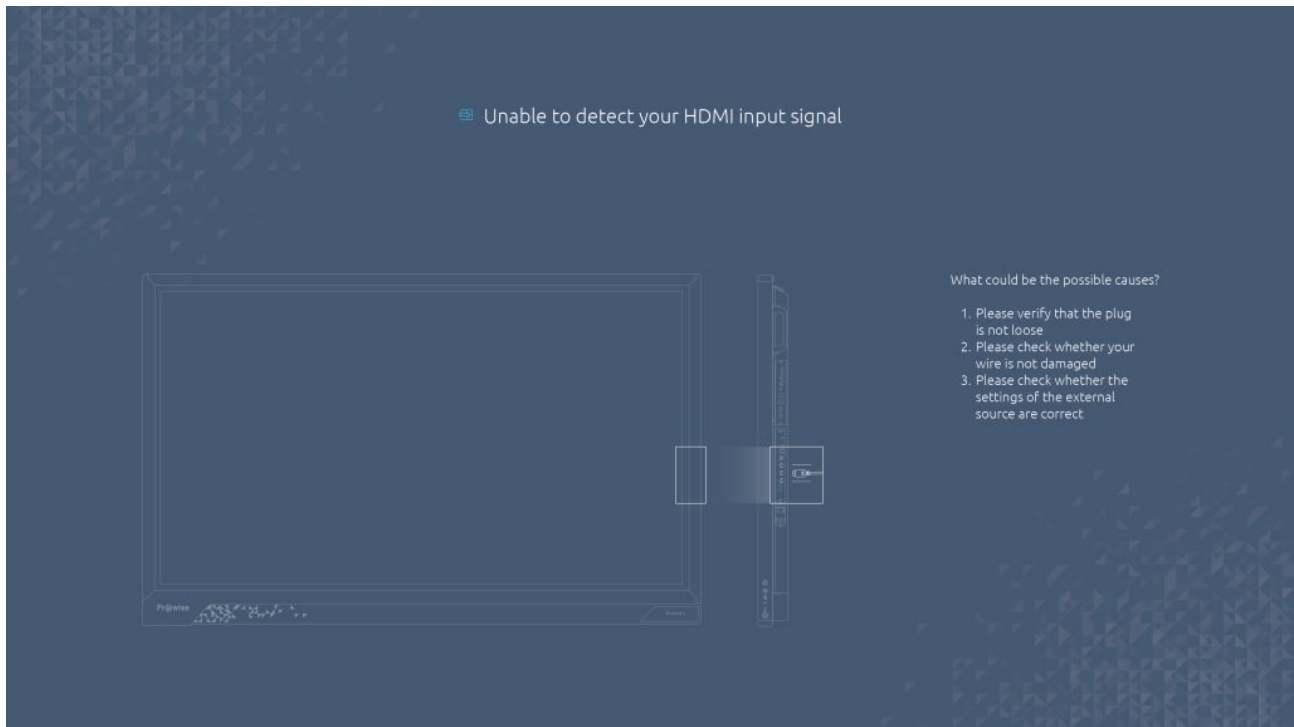 Unable to detect your HDMI input signal
What could be the possible causes?
1. Please verify that the plug
is not loose
2. Please check whether your
wire is not damaged
3. Please check whether the
settings of the external
source are correct
Pr@wise